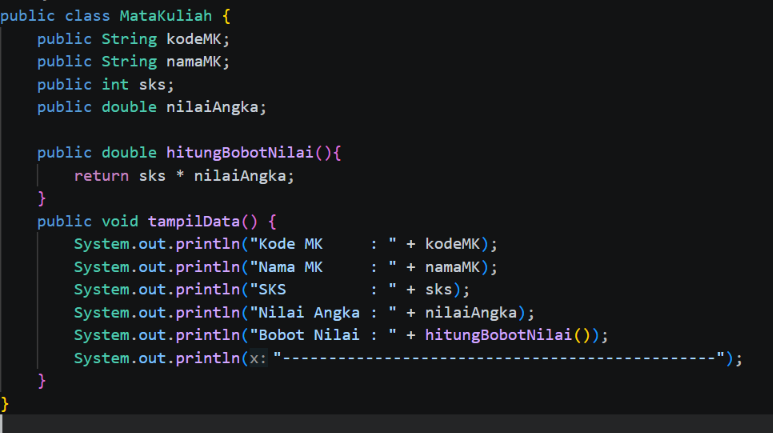 public class MataKuliah {
    public String kodeMK;
    public String namaMK;
    public int sks;
    public double nilaiAngka;

    public double hitungBobotNilai(){
        return sks * nilaiAngka;
    }
    public void tampilData() {
        System.out.println("Kode MK     : " + kodeMK);
        System.out.println("Nama MK     : " + namaMK);
        System.out.println("SKS         : " + sks);
        System.out.println("Nilai Angka : " + nilaiAngka);
        System.out.println("Bobot Nilai : " + hitungBobotNilai());
        System.out.println(x: "-----------------------------------------------");
    }
}